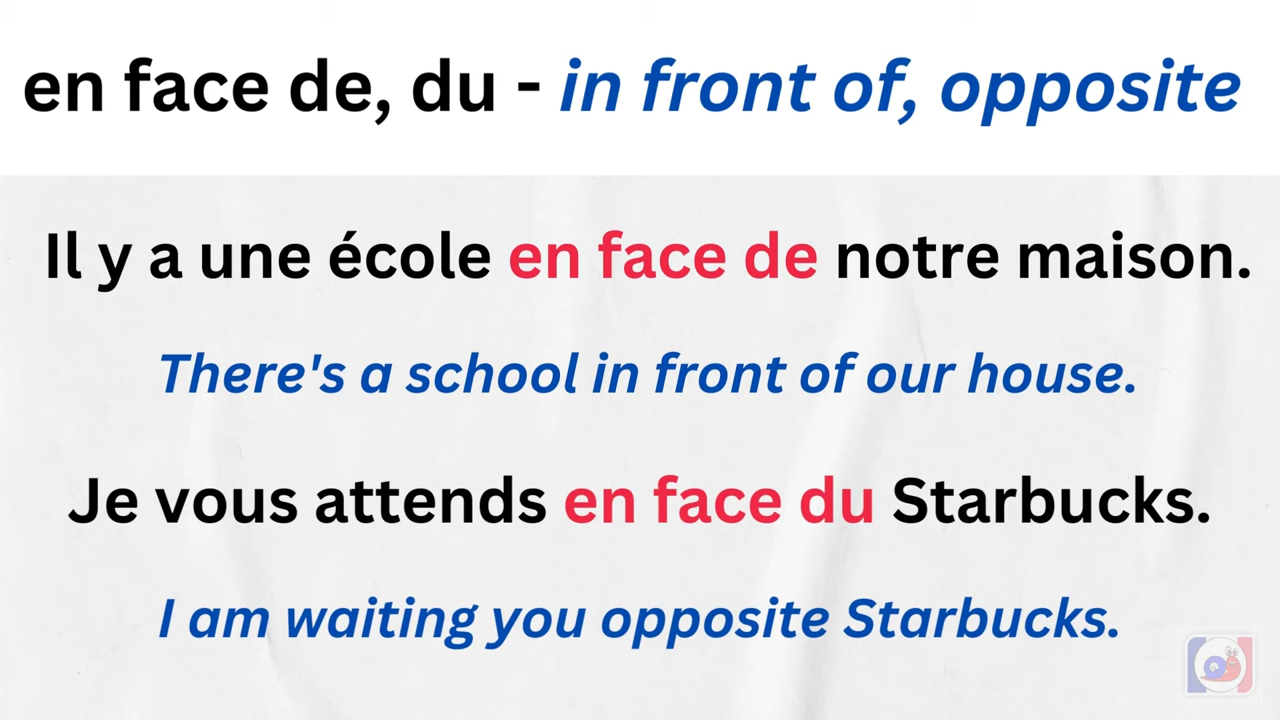 en face de, du - in front of, opposite
Il y a une école en face de notre maison.
There's a school in front of our house.
Je vous attends en face du Starbucks.
I am waiting you opposite Starbucks.